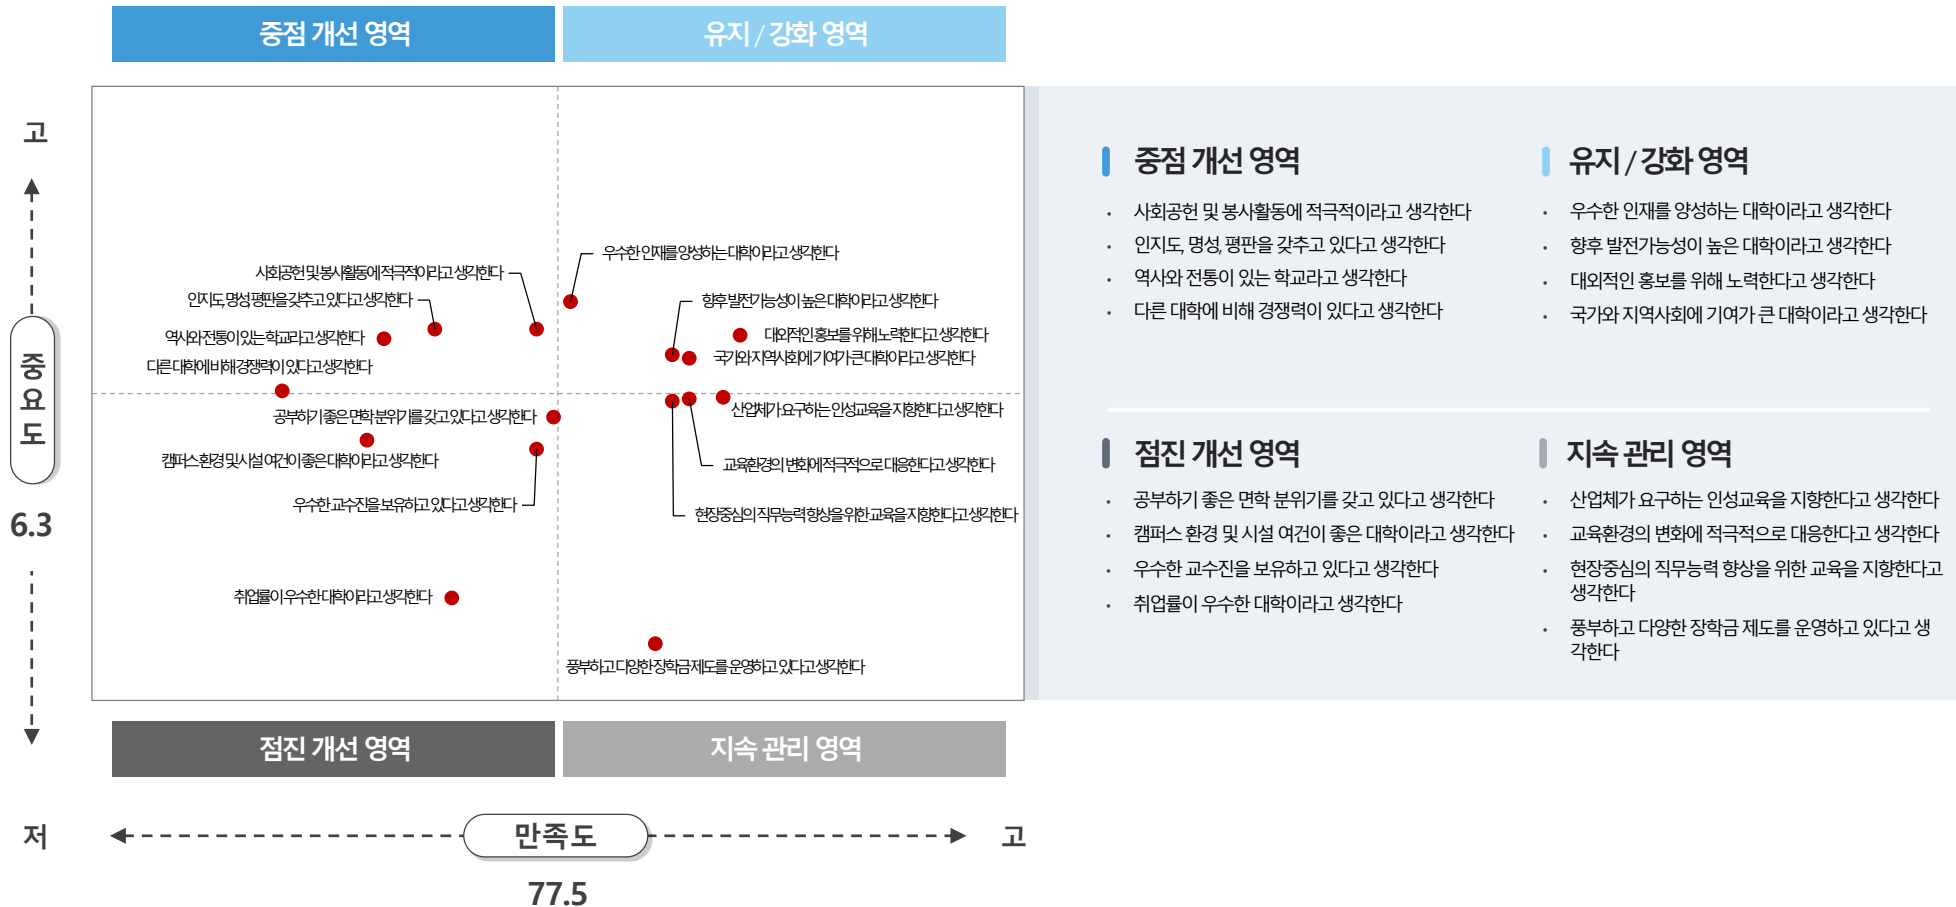 중점 개선 영역
유지 / 강화 영역
고
중요도
6.3
저
우수한 인재를 양성하는 대학이라고 생각한다
사회공헌 및 봉사활동에 적극적이라고 생각한다
인지도, 명성, 평판을 갖추고 있다고 생각한다
향후 발전가능성이 높은 대학이라고 생각한다
역사와 전통이 있는 학교라고 생각한다
대외적인 홍보를 위해 노력한다고 생각한다
국가와 지역사회에 기여가 큰 대학이라고 생각한다
다른 대학에 비해 경쟁력이 있다고 생각한다
산업체가 요구하는 인성교육을 지향한다고 생각한다
공부하기 좋은 면학 분위기를 갖고 있다고 생각한다
캠퍼스 환경 및 시설 여건이 좋은 대학이라고 생각한다
교육환경의 변화에 적극적으로 대응한다고 생각한다
우수한 교수진을 보유하고 있다고 생각한다
현장중심의 직무능력 향상을 위한 교육을 지향한다고 생각한다
취업률이 우수한 대학이라고 생각한다
풍부하고 다양한 장학금 제도를 운영하고 있다고 생각한다
점진 개선 영역
지속 관리 영역
만족도
고
77.5
중점 개선 영역
· 사회공헌 및 봉사활동에 적극적이라고 생각한다
· 인지도, 명성, 평판을 갖추고 있다고 생각한다
· 역사와 전통이 있는 학교라고 생각한다
· 다른 대학에 비해 경쟁력이 있다고 생각한다
유지 / 강화 영역
· 우수한 인재를 양성하는 대학이라고 생각한다
· 향후 발전가능성이 높은 대학이라고 생각한다
· 대외적인 홍보를 위해 노력한다고 생각한다
· 국가와 지역사회에 기여가 큰 대학이라고 생각한다
점진 개선 영역
· 공부하기 좋은 면학 분위기를 갖고 있다고 생각한다
· 캠퍼스 환경 및 시설 여건이 좋은 대학이라고 생각한다
· 우수한 교수진을 보유하고 있다고 생각한다
· 취업률이 우수한 대학이라고 생각한다
지속 관리 영역
· 산업체가 요구하는 인성교육을 지향한다고 생각한다
· 교육환경의 변화에 적극적으로 대응한다고 생각한다
· 현장중심의 직무능력 향상을 위한 교육을 지향한다고
생각한다
· 풍부하고 다양한 장학금 제도를 운영하고 있다고 생
각한다